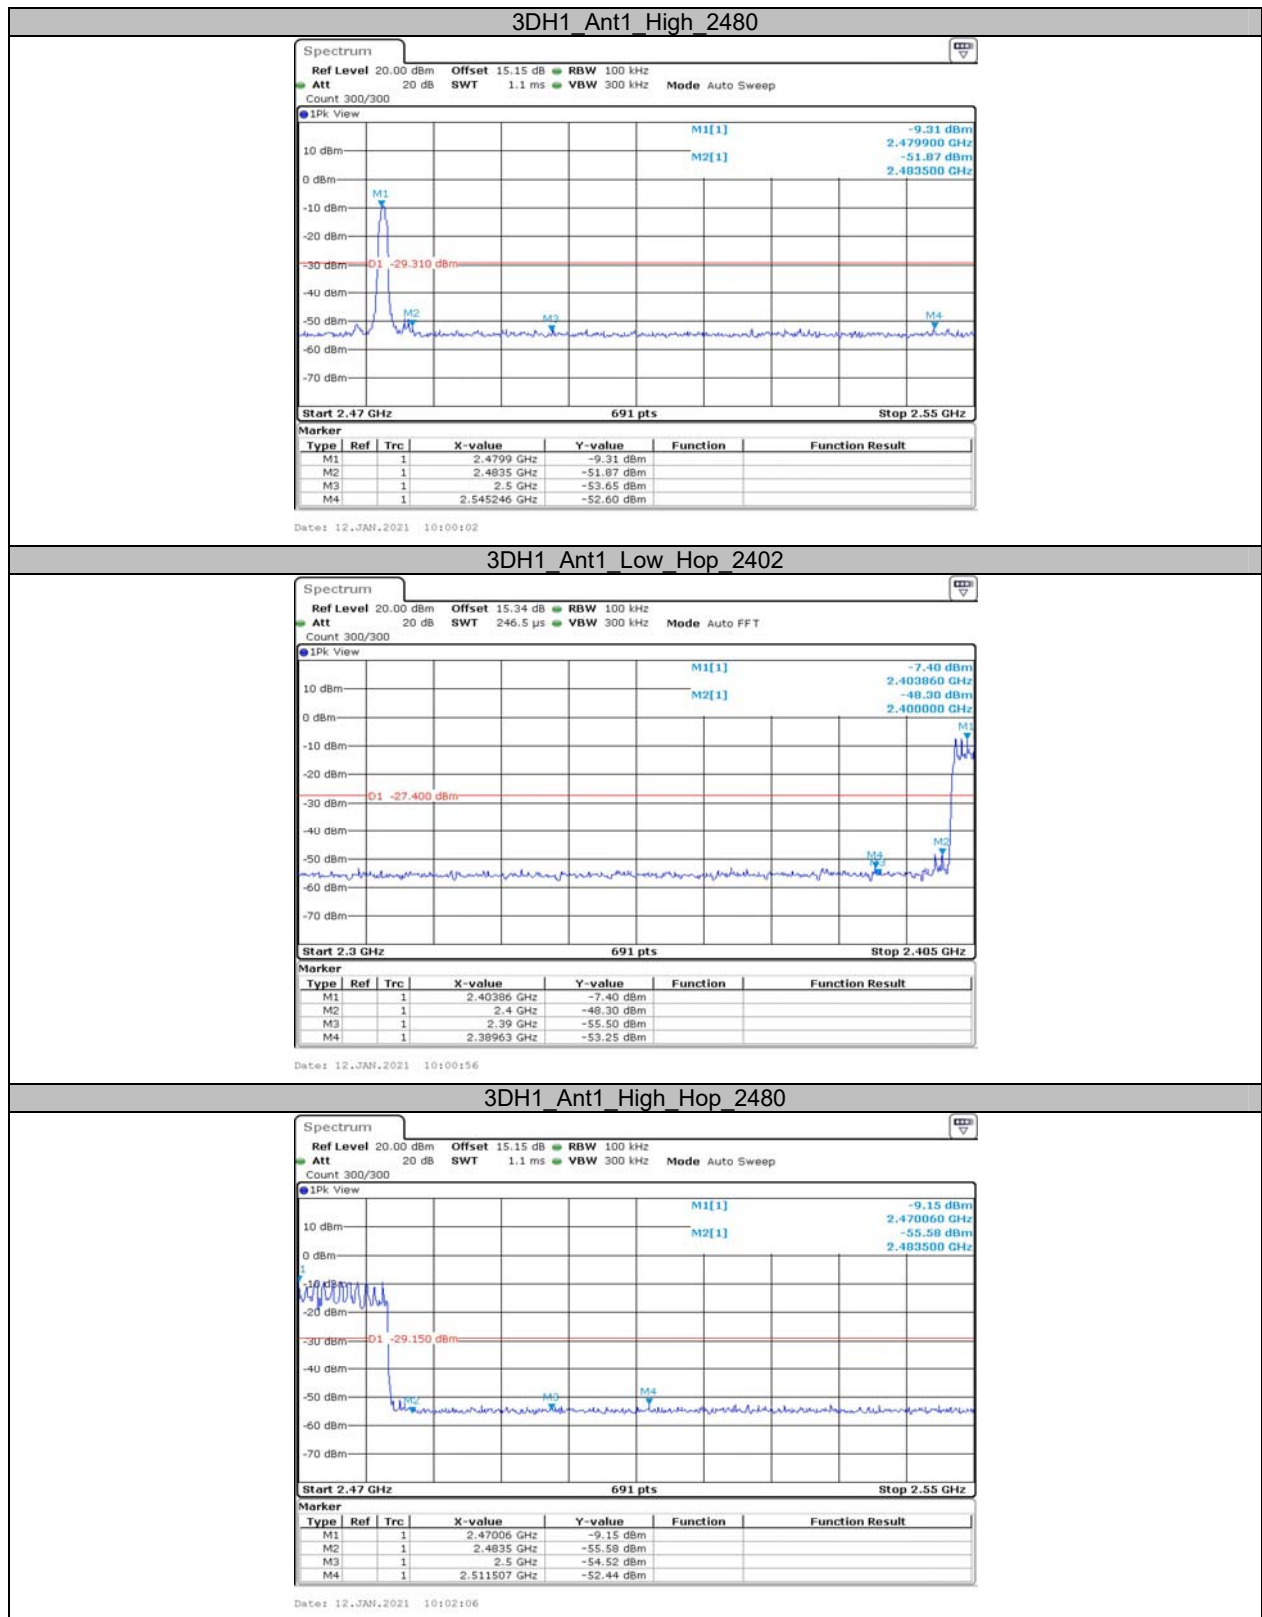 3DH1_Ant1_High_2480
Spectrum
Ref Level 20.00 dBm Offset 15.15 dB RBW 100 kHz
Att 20 dB SWT 1.1 ms VBW 300 kHz Mode Auto Sweep
Count 300/300
1Pk View
M1[1] -9.31 dBm
2.479900 GHz
10 dBm
M2[1] -51.87 dBm
2.483500 GHz
0 dBm
M1
-10 dBm
-20 dBm
-30 dBm D1 -29.310 dBm
-40 dBm
M2 M3 M4
-50 dBm
-60 dBm
-70 dBm
Start 2.47 GHz 691 pts Stop 2.55 GHz
Marker
Type Ref Trc X-value Y-value Function Function Result
M1 1 2.4799 GHz -9.31 dBm
M2 1 2.4835 GHz -51.87 dBm
M3 1 2.5 GHz -53.65 dBm
M4 1 2.545246 GHz -52.60 dBm
Date: 12.JAN.2021 10:00:02
3DH1_Ant1_Low_Hop_2402
Spectrum
Ref Level 20.00 dBm Offset 15.34 dB RBW 100 kHz
Att 20 dB SWT 246.5 µs VBW 300 kHz Mode Auto FFT
Count 300/300
1Pk View
M1[1] -7.40 dBm
2.403860 GHz
10 dBm
M2[1] -48.30 dBm
2.400000 GHz
0 dBm
M1
-10 dBm
-20 dBm
D1 -27.400 dBm
-30 dBm
-40 dBm
M2
M4
-50 dBm
M3
-60 dBm
-70 dBm
Start 2.3 GHz 691 pts Stop 2.405 GHz
Marker
Type Ref Trc X-value Y-value Function Function Result
M1 1 2.40386 GHz -7.40 dBm
M2 1 2.4 GHz -48.30 dBm
M3 1 2.39 GHz -55.50 dBm
M4 1 2.38963 GHz -53.25 dBm
Date: 12.JAN.2021 10:00:56
3DH1_Ant1_High_Hop_2480
Spectrum
Ref Level 20.00 dBm Offset 15.15 dB RBW 100 kHz
Att 20 dB SWT 1.1 ms VBW 300 kHz Mode Auto Sweep
Count 300/300
1Pk View
M1[1] -9.15 dBm
2.470060 GHz
10 dBm
M2[1] -55.58 dBm
2.483500 GHz
0 dBm
1
-10 dBm
-20 dBm
-30 dBm D1 -29.150 dBm
-40 dBm
M4
-50 dBm M2 M3
-60 dBm
-70 dBm
Start 2.47 GHz 691 pts Stop 2.55 GHz
Marker
Type Ref Trc X-value Y-value Function Function Result
M1 1 2.47006 GHz -9.15 dBm
M2 1 2.4835 GHz -55.58 dBm
M3 1 2.5 GHz -54.52 dBm
M4 1 2.511507 GHz -52.44 dBm
Date: 12.JAN.2021 10:02:06